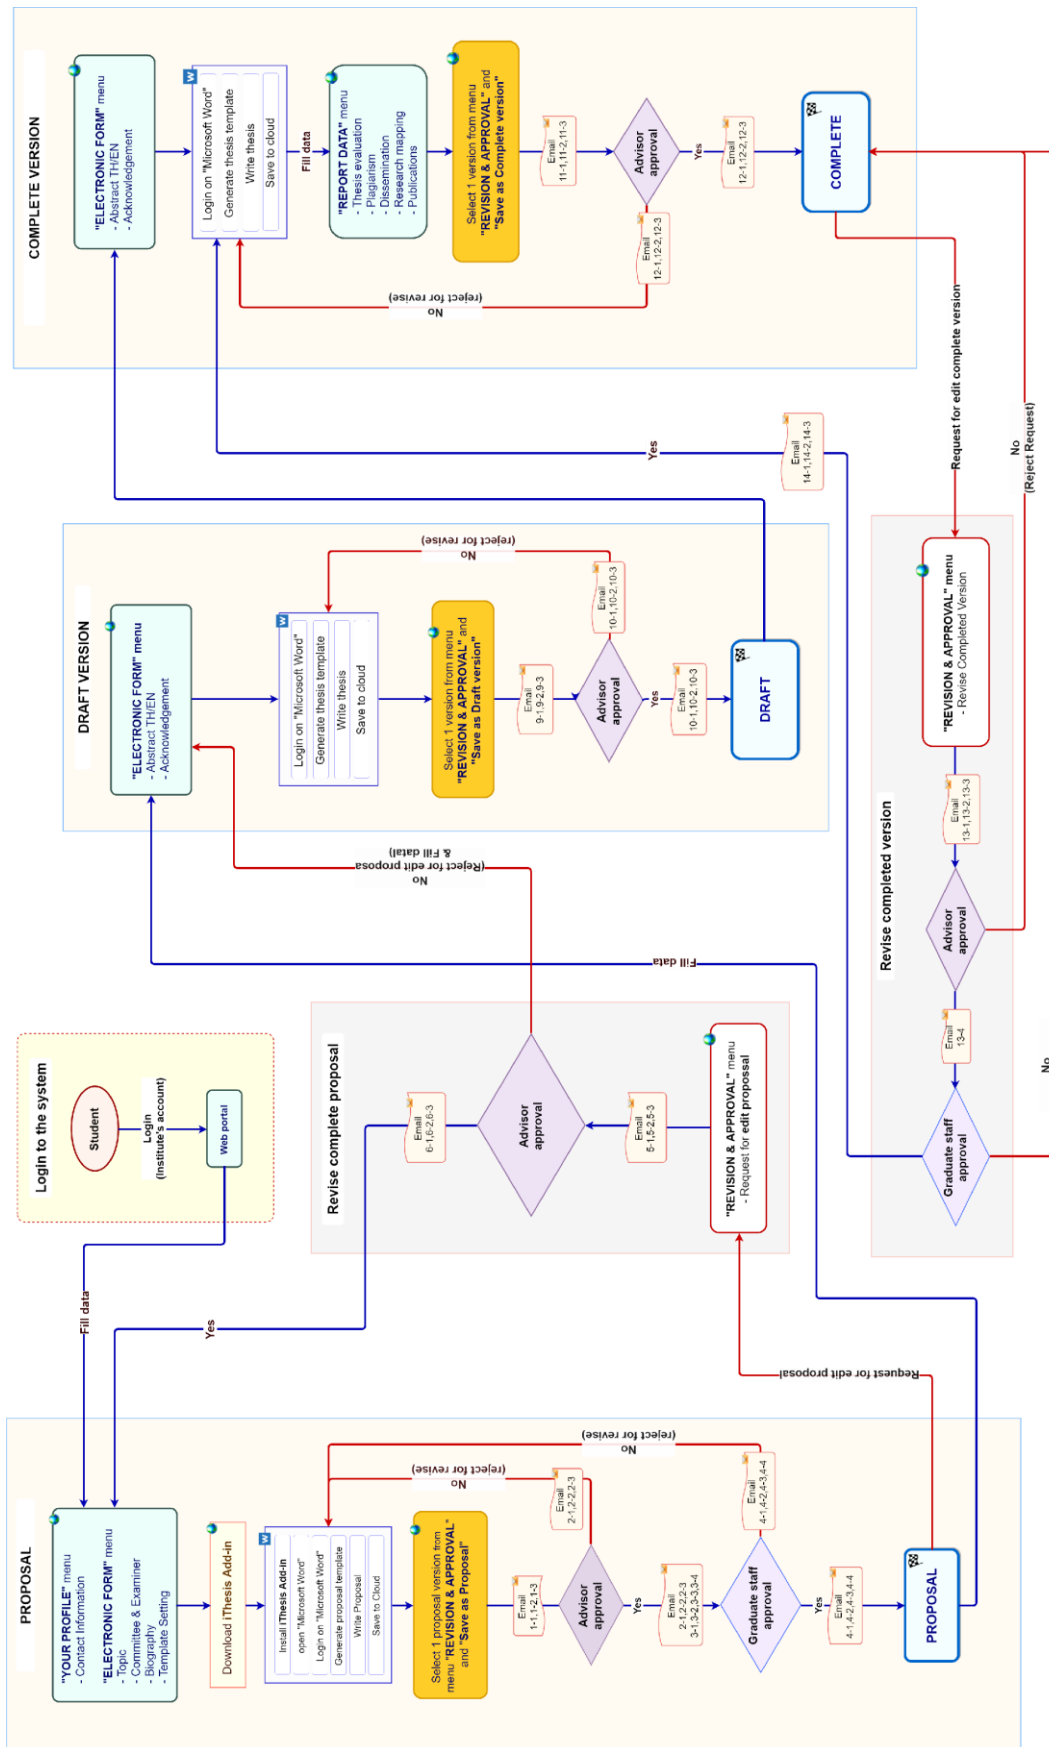 PROPOSAL
"YOUR PROFILE" menu
- Contact Information
"ELECTRONIC FORM" menu
- Topic
- Committee & Examiner
- Biography
- Template Setting
Download iThesis Add-in
Install iThesis Add-in
open "Microsoft Word"
Login on "Microsoft Word"
Generate proposal template
Write Proposal
Save to Cloud
Select 1 proposal version from
menu "REVISION & APPROVAL"
and "Save as Proposal"
Email
1-1,1-2,1-3
Advisor
approval
No
(reject for revise)
Email
2-1,2-2,2-3
Yes
Email
2-1,2-2,2-3
3-1,3-2,3-3,3-4
Graduate staff
approval
No
(reject for revise)
Email
4-1,4-2,4-3,4-4
Yes
Email
4-1,4-2,4-3,4-4
PROPOSAL
Fill data
Yes
Request for edit proposal
Login to the system
Student
Login
(Institute's account)
Web portal
Revise complete proposal
Email
6-1,6-2,6-3
Advisor
approval
Email
5-1,5-2,5-3
"REVISION & APPROVAL" menu
- Request for edit propossal
Fill data
No
(Reject for edit proposa
& Fill datal)
DRAFT VERSION
"ELECTRONIC FORM" menu
- Abstract TH/EN
- Acknowledgement
Login on "Microsoft Word"
Generate thesis template
Write thesis
Save to cloud
Select 1 version from menu
"REVISION & APPROVAL" and
"Save as Draft version"
Email
9-1,9-2,9-3
Advisor
approval
No
(reject for revise)
Email
10-1,10-2,10-3
Yes
Email
10-1,10-2,10-3
DRAFT
COMPLETE VERSION
"ELECTRONIC FORM" menu
- Abstract TH/EN
- Acknowledgement
Login on "Microsoft Word"
Generate thesis template
Write thesis
Save to cloud
Fill data
"REPORT DATA" menu
- Thesis evaluation
- Plagiarism
- Dissemination
- Research mapping
- Publications
Select 1 version from menu
"REVISION & APPROVAL" and
"Save as Complete version"
Email
11-1,11-2,11-3
Advisor
approval
No
(reject for revise)
Email
12-1,12-2,12-3
Yes
Email
12-1,12-2,12-3
COMPLETE
Yes
Email
14-1,14-2,14-3
Request for edit complete version
No
(Reject Request)
Revise completed version
"REVISION & APPROVAL" menu
- Revise Completed Version
Email
13-1,13-2,13-3
Advisor
approval
Email
13-4
Graduate staff
approval
No